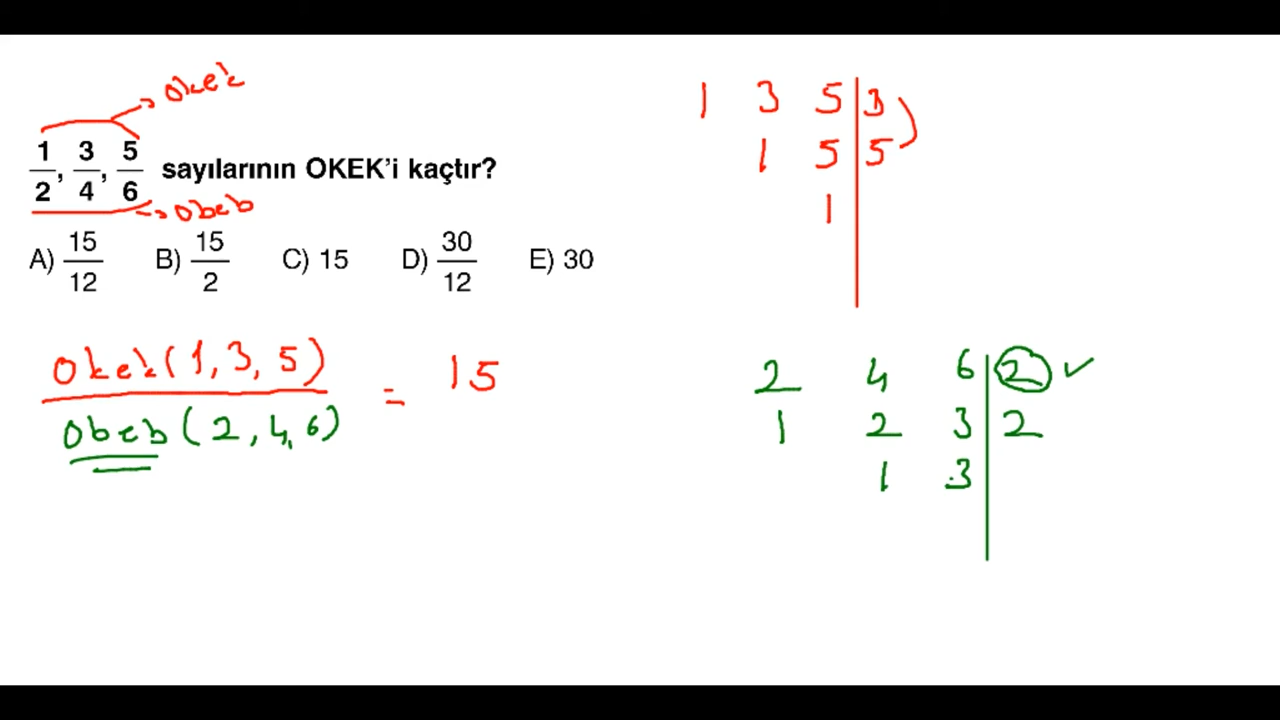 okek
1/2, 3/4, 5/6 sayılarının OKEK'i kaçtır?
obeb
A) 15/12 B) 15/2 C) 15 D) 30/12 E) 30
okek(1, 3, 5)
obeb(2, 4, 6)
= 15
1 3 5 | 3
1 5 | 5
1
2 4 6 | 2
1 2 3 | 2
1 3